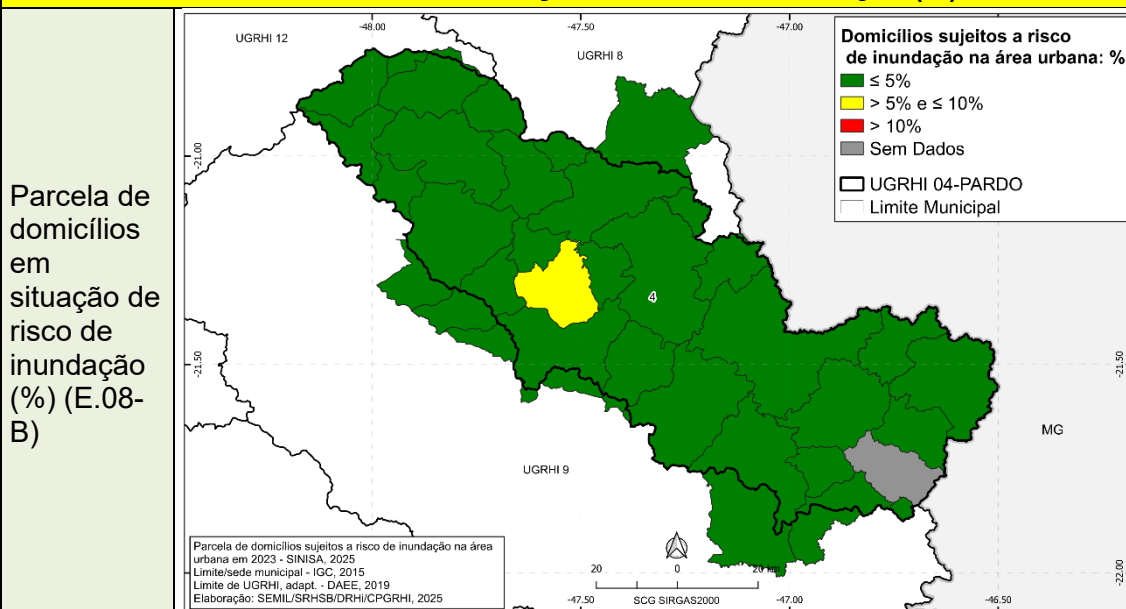 Parcela de
domicílios
em
situação de
risco de
inundação
(%) (E.08-
B)
-48.00
-47.50
-47.00
UGRHI 12
UGRHI 8
Domicílios sujeitos a risco
de inundação na área urbana: %
≤ 5%
> 5% e ≤ 10%
> 10%
Sem Dados
UGRHI 04-PARDO
Limite Municipal
-21.00
4
-21.50
-21.50
MG
UGRHI 9
Parcela de domicílios sujeitos a risco de inundação na área
urbana em 2023 - SINISA, 2025
Limite/sede municipal - IGC, 2015
Limite de UGRHI, adapt. - DAEE, 2019
Elaboração: SEMIL/SRHSB/DRHi/CPGRHI, 2025
20 0 20 km
SCG SIRGAS2000
-22.00
-47.50
-47.00
-46.50